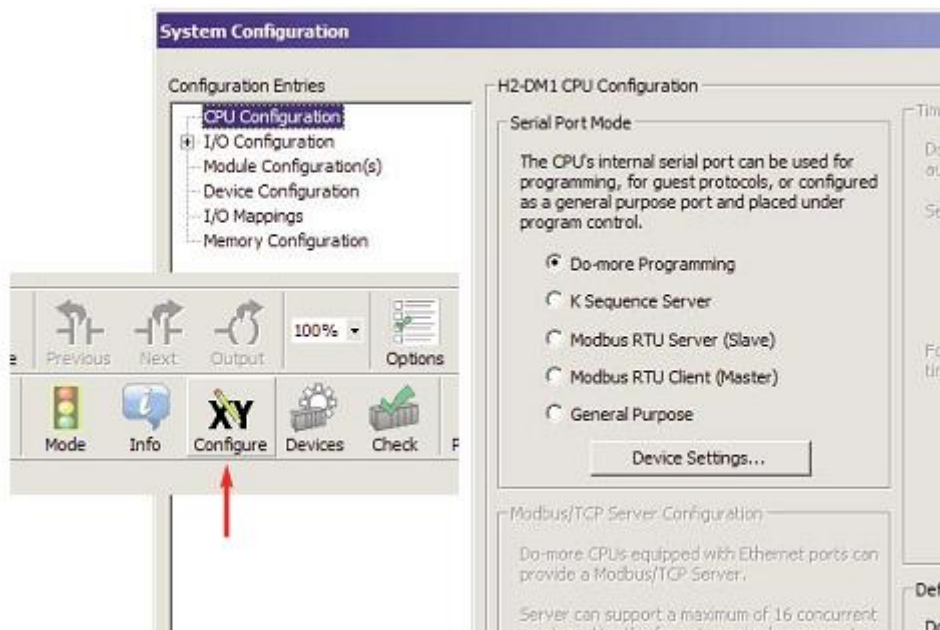 System Configuration
Configuration Entries
CPU Configuration
I/O Configuration
Module Configuration(s)
Device Configuration
I/O Mappings
Memory Configuration
Previous
Next
Output
100%
Options
Mode
Info
XY
Configure
Devices
Check
H2-DM1 CPU Configuration
Serial Port Mode
The CPU's internal serial port can be used for
programming, for guest protocols, or configured
as a general purpose port and placed under
program control.
Do-more Programming
K Sequence Server
Modbus RTU Server (Slave)
Modbus RTU Client (Master)
General Purpose
Device Settings...
Modbus/TCP Server Configuration
Do-more CPUs equipped with Ethernet ports can
provide a Modbus/TCP Server.
Server can support a maximum of 16 concurrent